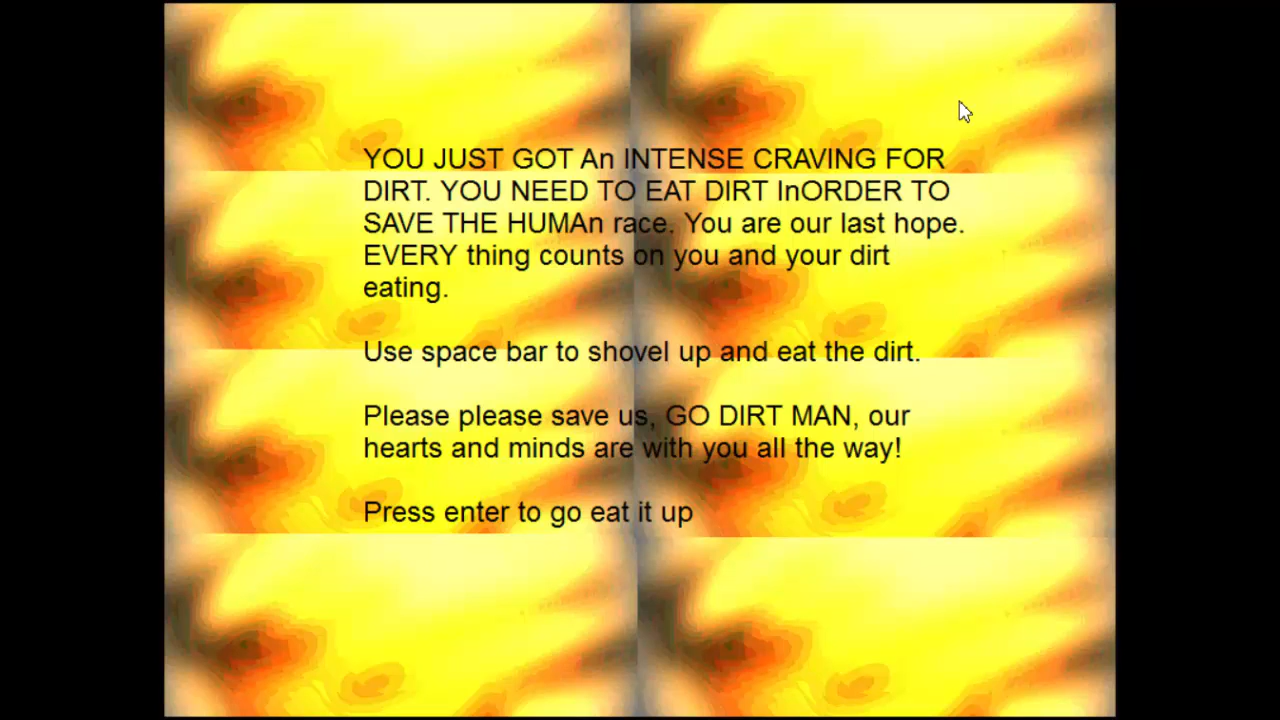 YOU JUST GOT An INTENSE CRAVING FOR
DIRT. YOU NEED TO EAT DIRT InORDER TO
SAVE THE HUMAn race. You are our last hope.
EVERY thing counts on you and your dirt
eating.
Use space bar to shovel up and eat the dirt.
Please please save us, GO DIRT MAN, our
hearts and minds are with you all the way!
Press enter to go eat it up